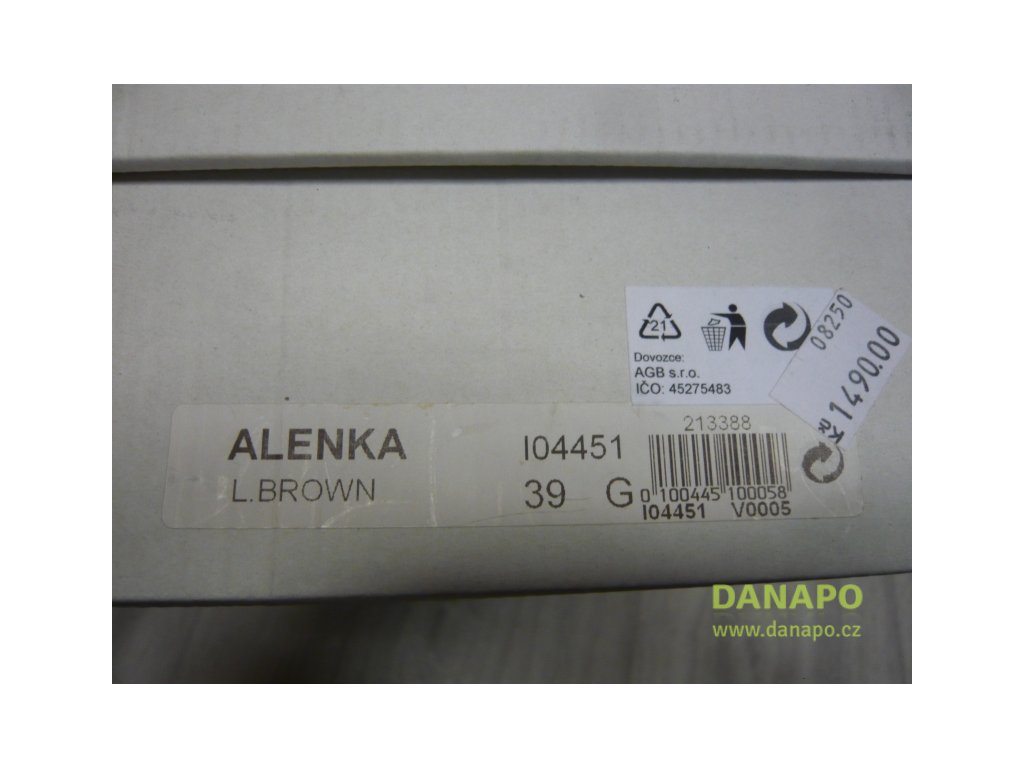 21
Dovozce:
AGB s.r.o.
IČO: 45275483
08250
1490.00
213388
ALENKA
I04451
L.BROWN
39 G
0 100445 100058
I04451 V0005
DANAPO
www.danapo.cz